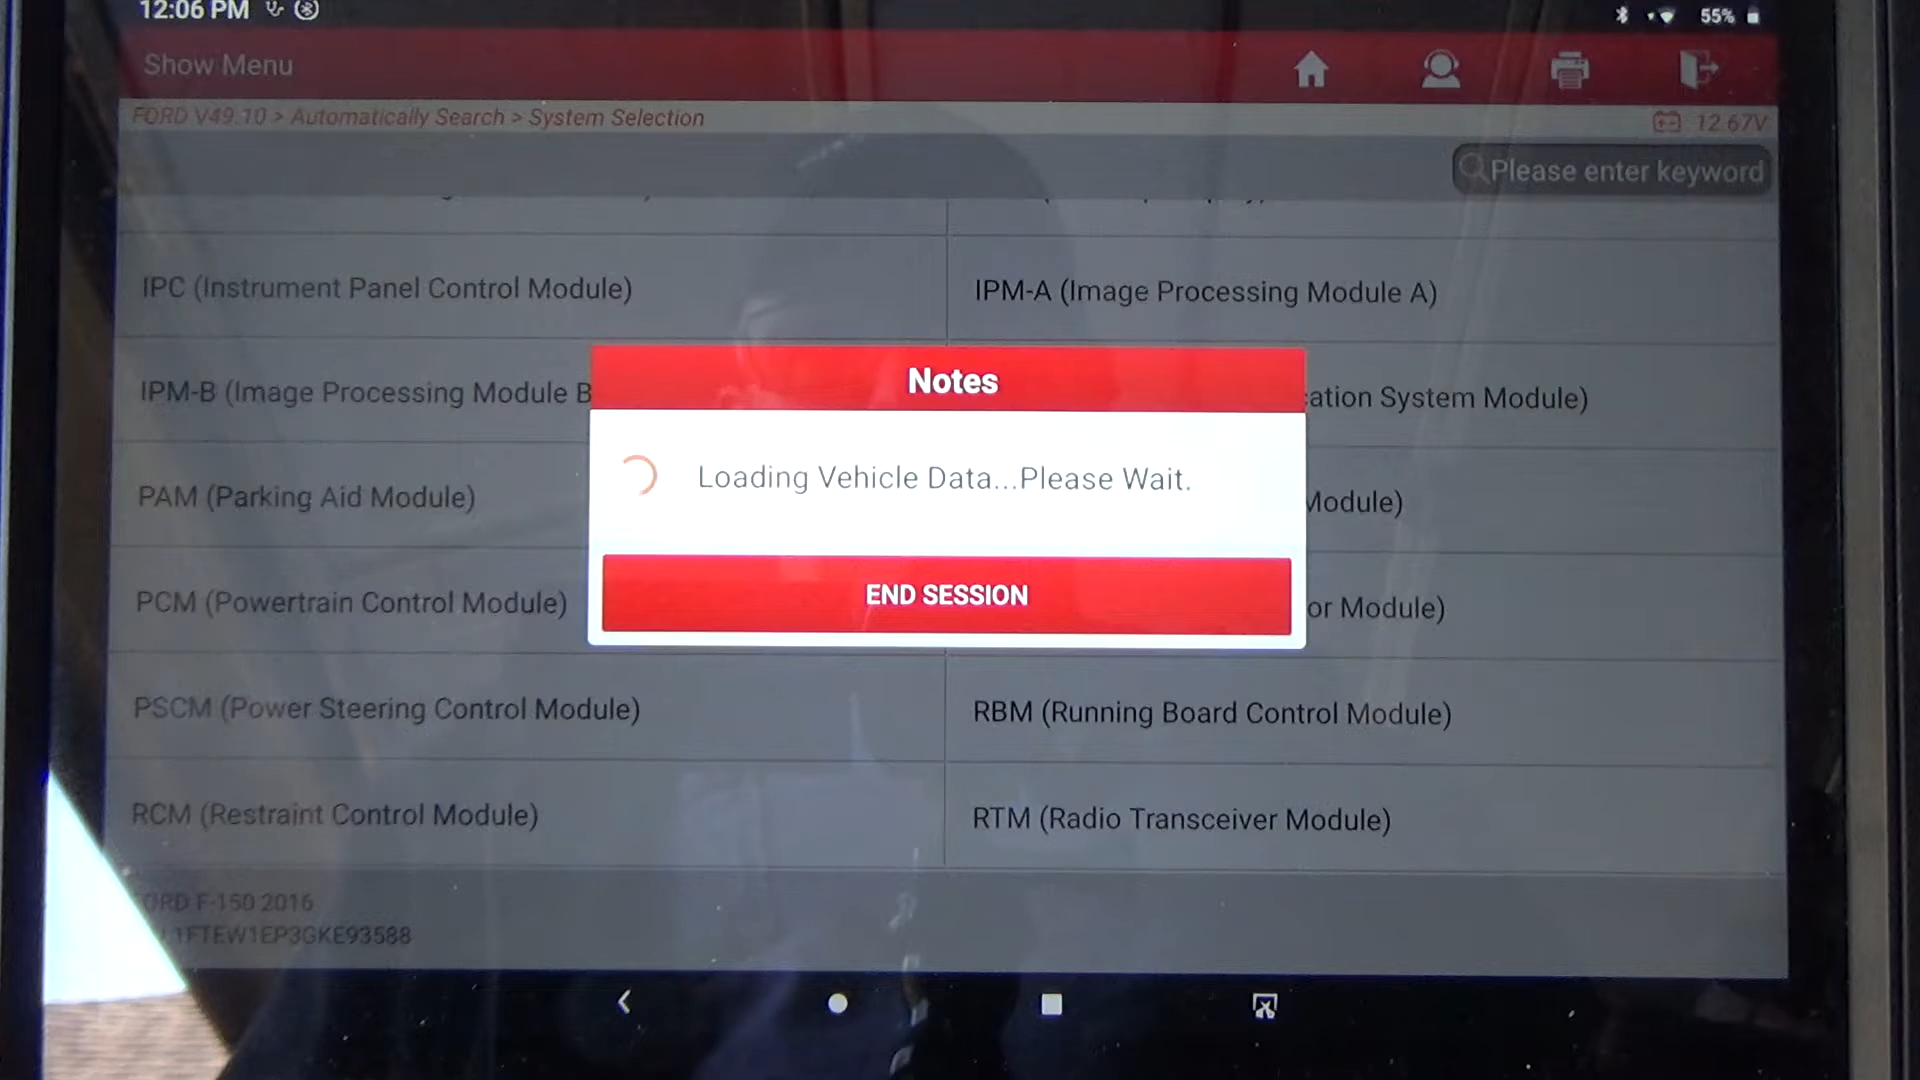 12:06 PM
55%
Show Menu
FORD V49.10 > Automatically Search > System Selection
12.67V
Please enter keyword
IPC (Instrument Panel Control Module)
IPM-A (Image Processing Module A)
IPM-B (Image Processing Module B
ation System Module)
Notes
Loading Vehicle Data...Please Wait.
END SESSION
PAM (Parking Aid Module)
Module)
PCM (Powertrain Control Module)
or Module)
PSCM (Power Steering Control Module)
RBM (Running Board Control Module)
RCM (Restraint Control Module)
RTM (Radio Transceiver Module)
ORD F-150 2016
1FTEW1EP3GKE93588